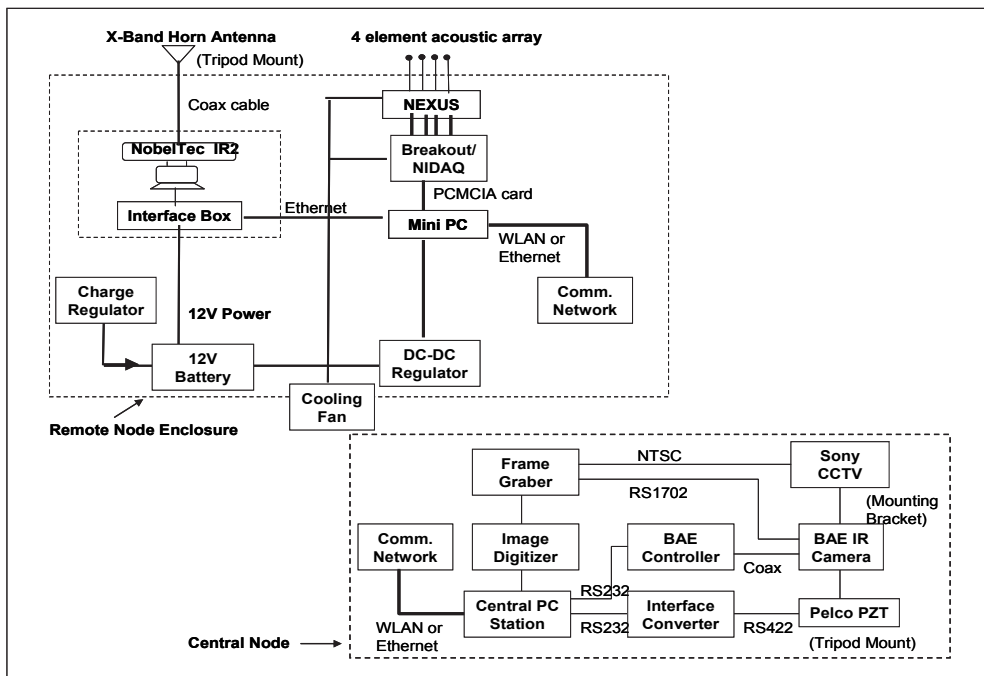 X-Band Horn Antenna
(Tripod Mount)
4 element acoustic array
Coax cable
NEXUS
NobelTec IR2
Breakout/
NIDAQ
PCMCIA card
Interface Box
Ethernet
Mini PC
WLAN or
Ethernet
Charge
Regulator
Comm.
Network
12V Power
12V
Battery
DC-DC
Regulator
Cooling
Fan
Remote Node Enclosure
Frame
Graber
NTSC
Sony
CCTV
RS1702
(Mounting
Bracket)
Comm.
Network
Image
Digitizer
BAE
Controller
BAE IR
Camera
Coax
RS232
Central PC
Station
Interface
Converter
Pelco PZT
WLAN or
Ethernet
RS232
RS422
Central Node
(Tripod Mount)